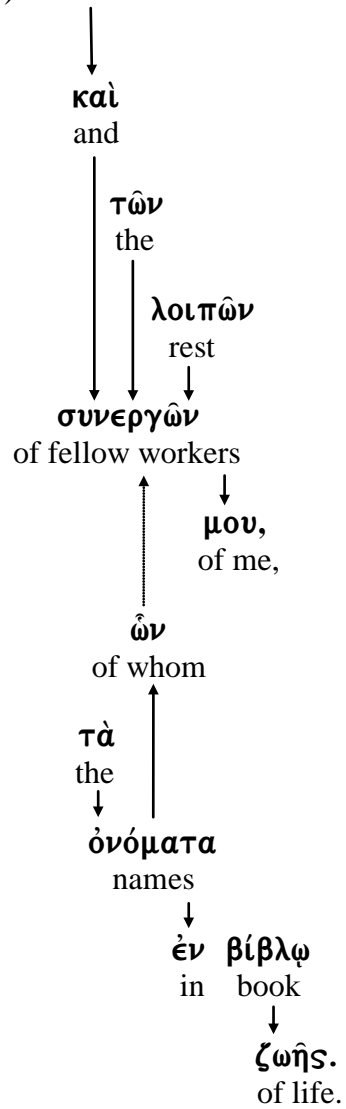 )
καὶ
and
τῶν
the
λοιπῶν
rest
συνεργῶν
of fellow workers
μου,
of me,
ὧν
of whom
τὰ
the
ὀνόματα
names
ἐν βίβλῳ
in book
ζωῆς.
of life.